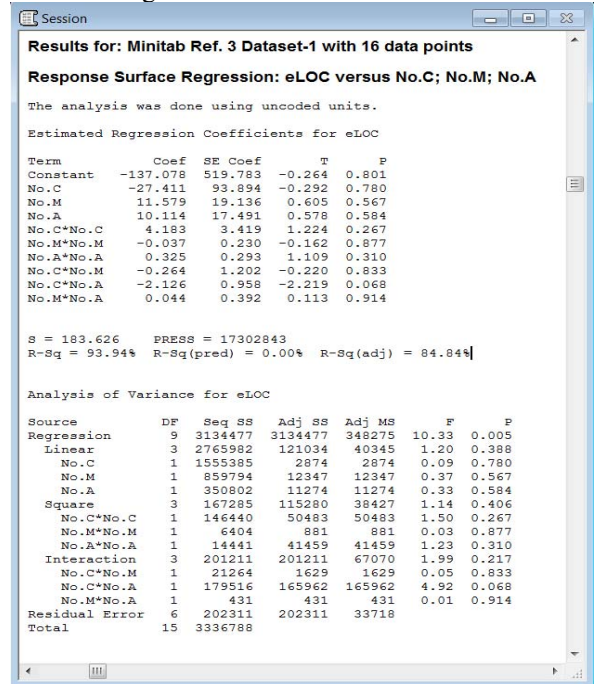 Session
Results for: Minitab Ref. 3 Dataset-1 with 16 data points
Response Surface Regression: eLOC versus No.C; No.M; No.A
The analysis was done using uncoded units.
Estimated Regression Coefficients for eLOC
Term Coef SE Coef T P
Constant -137.078 519.783 -0.264 0.801
No.C -27.411 93.894 -0.292 0.780
No.M 11.579 19.136 0.605 0.567
No.A 10.114 17.491 0.578 0.584
No.C*No.C 4.183 3.419 1.224 0.267
No.M*No.M -0.037 0.230 -0.162 0.877
No.A*No.A 0.325 0.293 1.109 0.310
No.C*No.M -0.264 1.202 -0.220 0.833
No.C*No.A -2.126 0.958 -2.219 0.068
No.M*No.A 0.044 0.392 0.113 0.914
S = 183.626 PRESS = 17302843
R-Sq = 93.94% R-Sq(pred) = 0.00% R-Sq(adj) = 84.84%
Analysis of Variance for eLOC
Source DF Seq SS Adj SS Adj MS F P
Regression 9 3134477 3134477 348275 10.33 0.005
Linear 3 2765982 121034 40345 1.20 0.388
No.C 1 1555385 2874 2874 0.09 0.780
No.M 1 859794 12347 12347 0.37 0.567
No.A 1 350802 11274 11274 0.33 0.584
Square 3 167285 115280 38427 1.14 0.406
No.C*No.C 1 146440 50483 50483 1.50 0.267
No.M*No.M 1 6404 881 881 0.03 0.877
No.A*No.A 1 14441 41459 41459 1.23 0.310
Interaction 3 201211 201211 67070 1.99 0.217
No.C*No.M 1 21264 1629 1629 0.05 0.833
No.C*No.A 1 179516 165962 165962 4.92 0.068
No.M*No.A 1 431 431 431 0.01 0.914
Residual Error 6 202311 202311 33718
Total 15 3336788